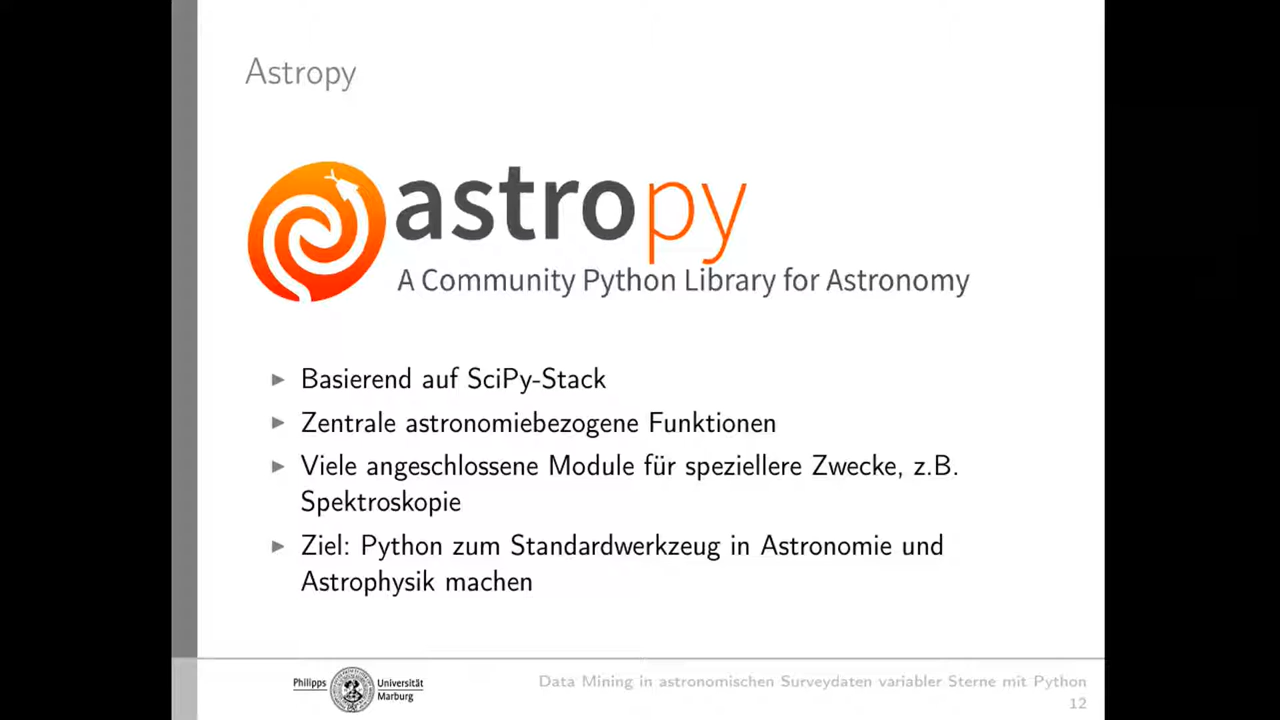 Astropy
astropy
A Community Python Library for Astronomy
▶ Basierend auf SciPy-Stack
▶ Zentrale astronomiebezogene Funktionen
▶ Viele angeschlossene Module für speziellere Zwecke, z.B.
Spektroskopie
▶ Ziel: Python zum Standardwerkzeug in Astronomie und
Astrophysik machen
Philipps Universität
Marburg
Data Mining in astronomischen Surveydaten variabler Sterne mit Python
12